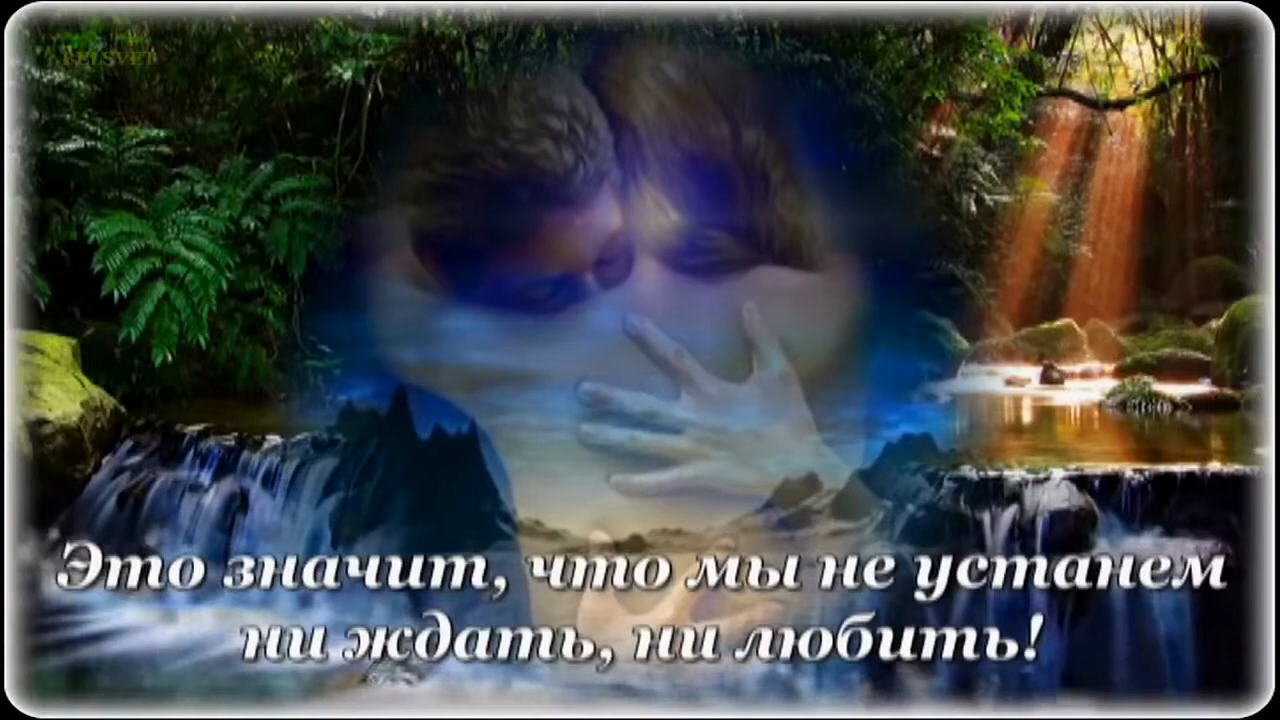 Это значит, что мы не устанем
ни ждать, ни любить!